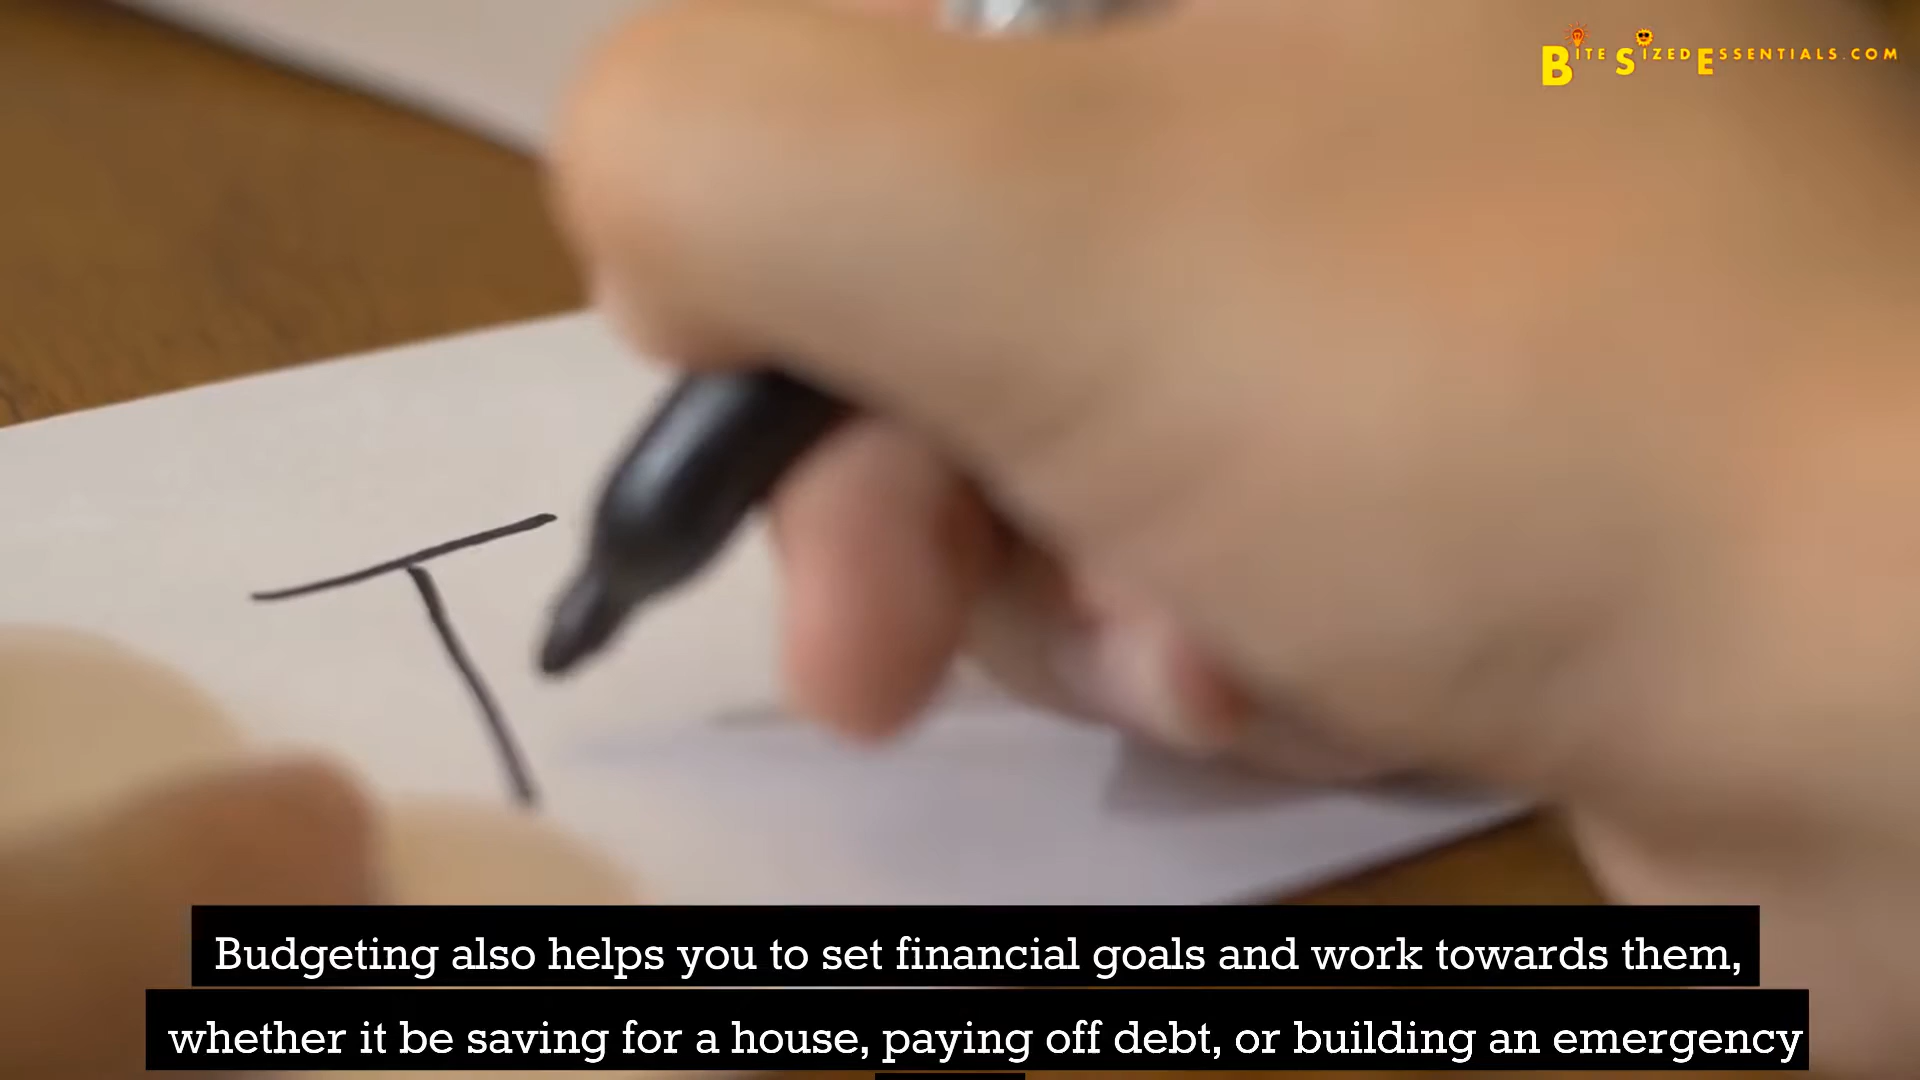 BITE SIZED ESSENTIALS.COM
T
Budgeting also helps you to set financial goals and work towards them,
whether it be saving for a house, paying off debt, or building an emergency